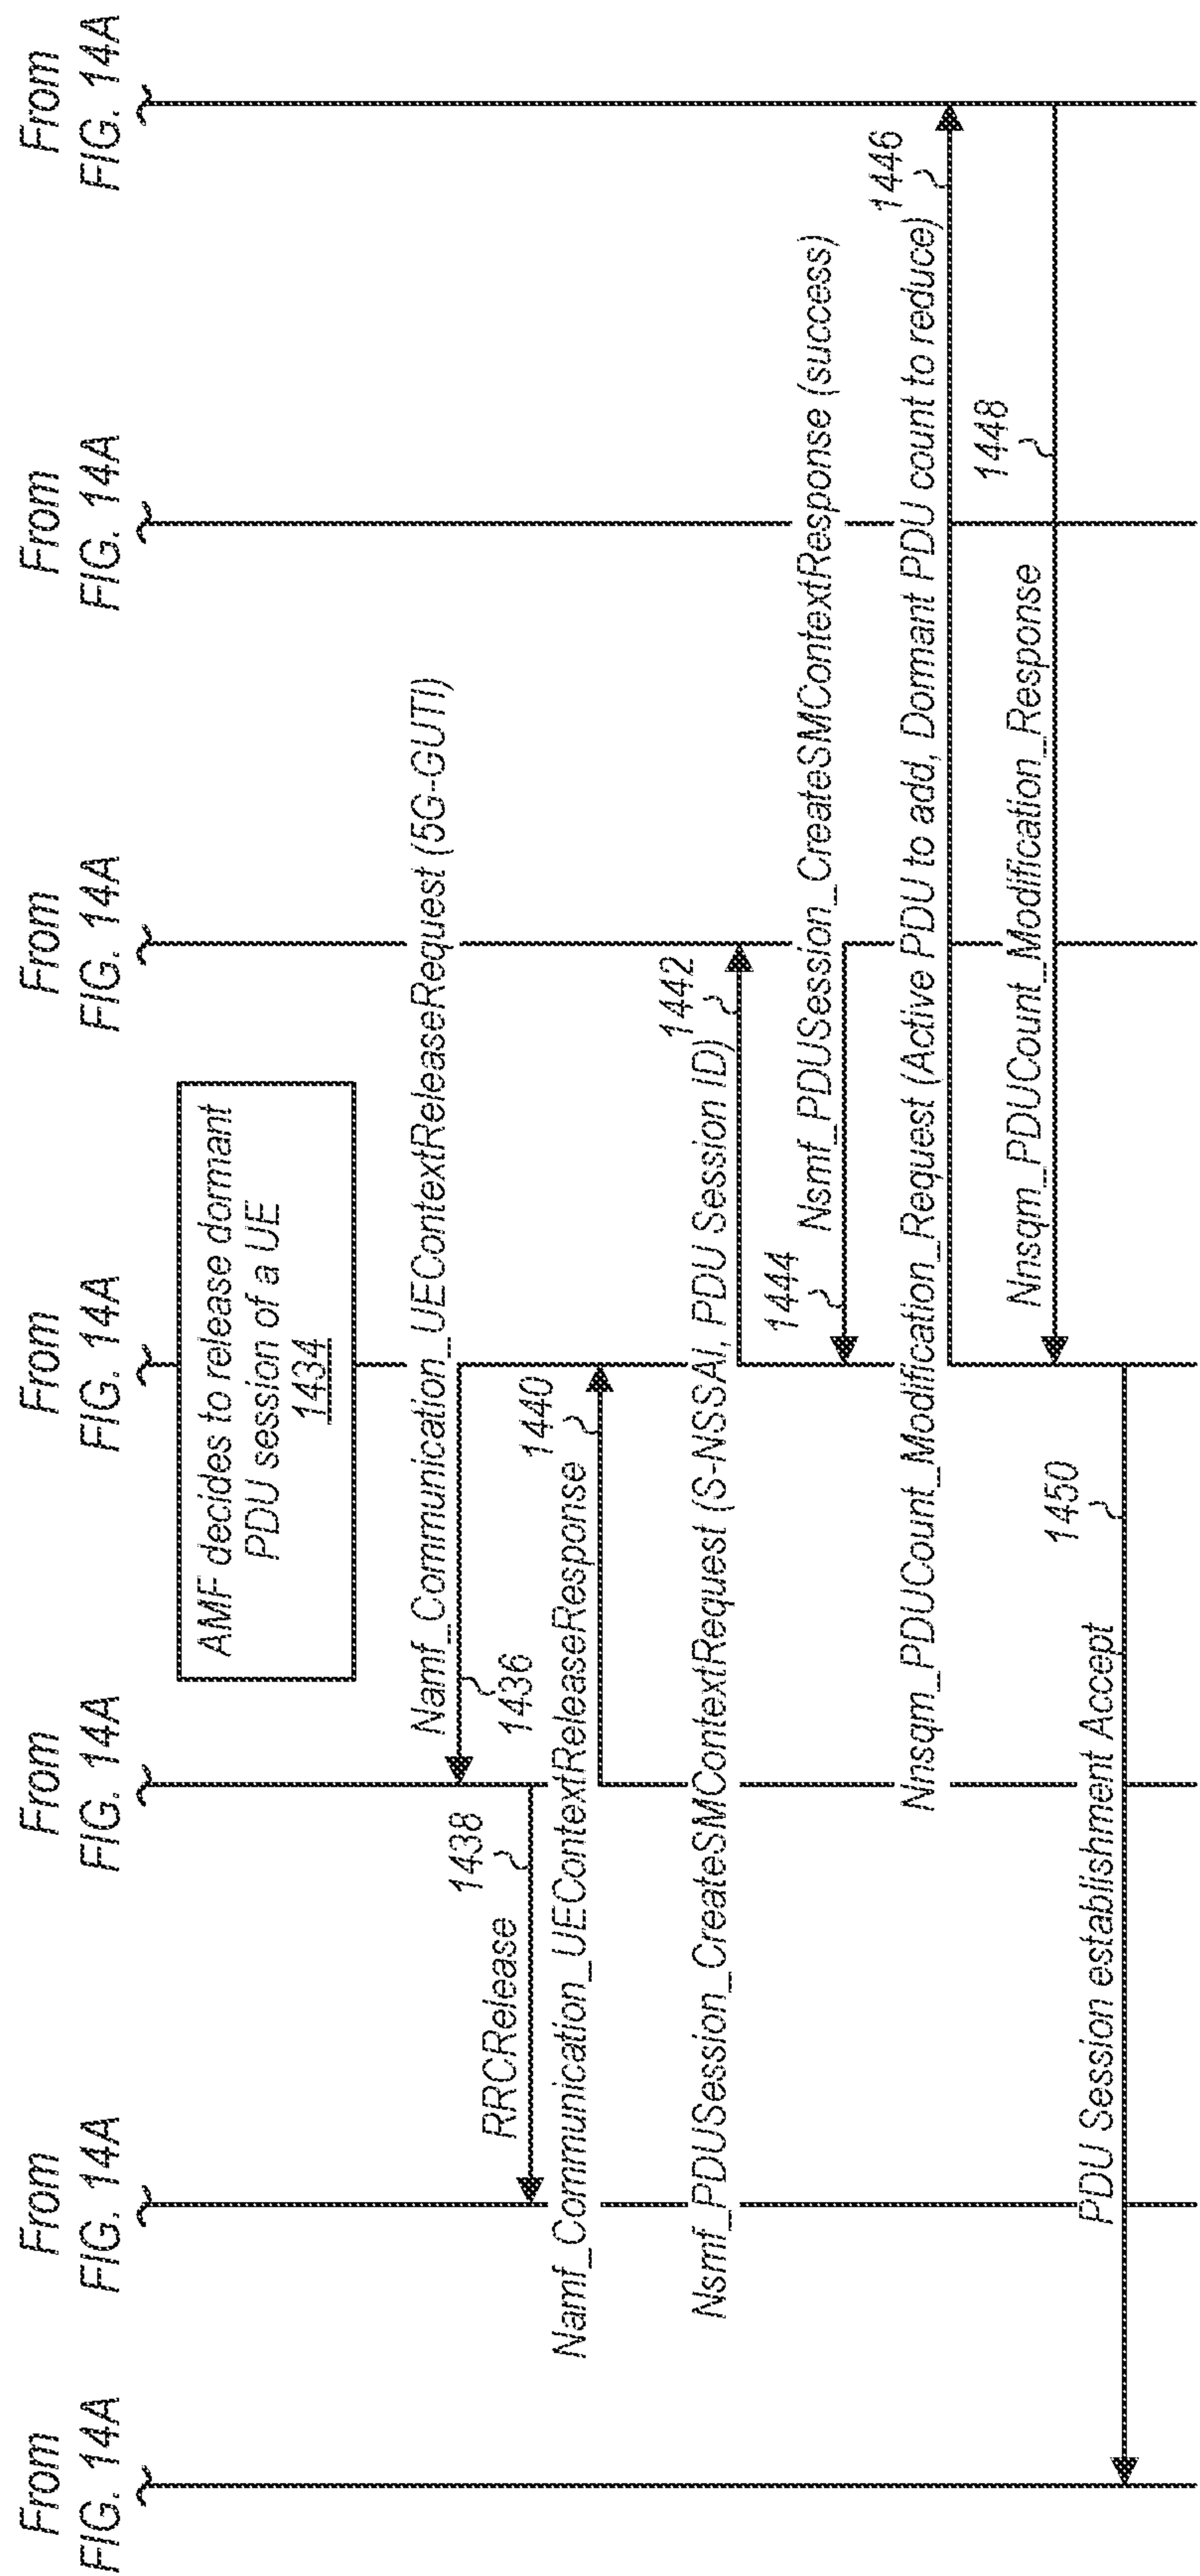 From
FIG. 14A
From
FIG. 14A
From
FIG. 14A
From
FIG. 14A
From
FIG. 14A
From
FIG. 14A
From
FIG. 14A
AMF decides to release dormant
PDU session of a UE
1434
Namf_Communication_UEContextReleaseRequest (5G-GUTI)
1436
1438
RRCRelease
Namf_Communication_UEContextReleaseResponse
1440
Nsmf_PDUSession_CreateSMContextRequest (S-NSSAI, PDU Session ID)
1442
1444
Nsmf_PDUSession_CreateSMContextResponse (success)
Nnsqm_PDUCount_Modification_Request (Active PDU to add, Dormant PDU count to reduce)
1446
Nnsqm_PDUCount_Modification_Response
1448
PDU Session establishment Accept
1450